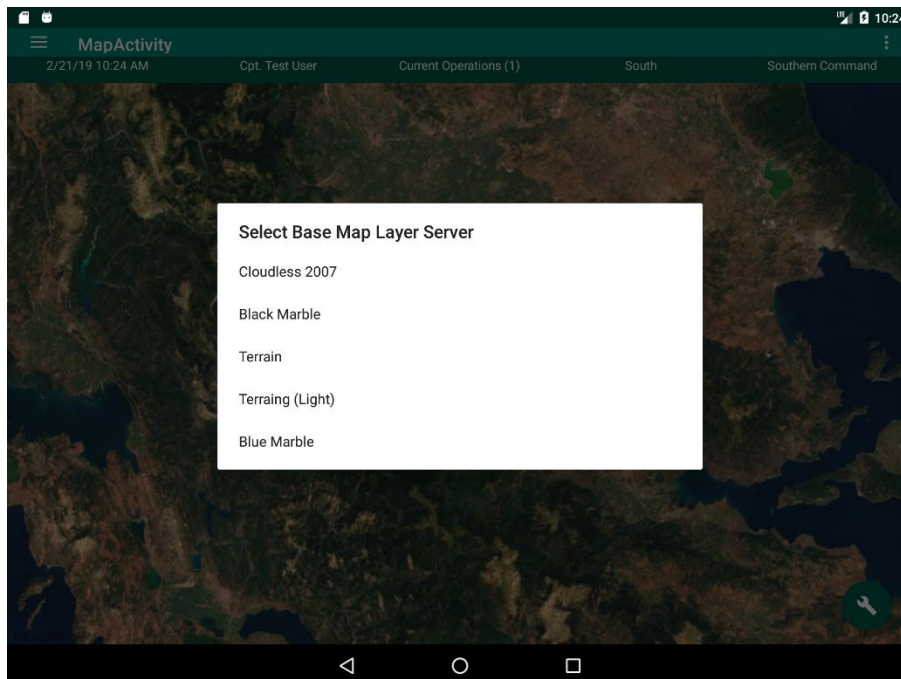 LTE 10:24
MapActivity
2/21/19 10:24 AM Cpt. Test User Current Operations (1) South Southern Command
Select Base Map Layer Server
Cloudless 2007
Black Marble
Terrain
Terraing (Light)
Blue Marble